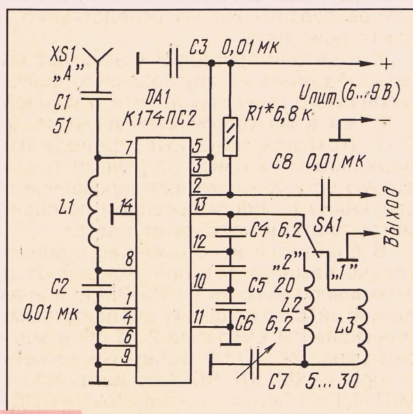 XS1
„А"
C1
51
C3 0,01 мк
DA1
К174ПС2
+
Uпит.(6...9В)
−
R1*6,8 к
C8 0,01 мк
Выход
SA1
L1
C2
0,01 мк
7
14
8
1
4
6
9
5
3
2
13
12
10
11
C4 6,2
C5 20
C6 6,2
„2"
„1"
L2
L3
C7 5...30